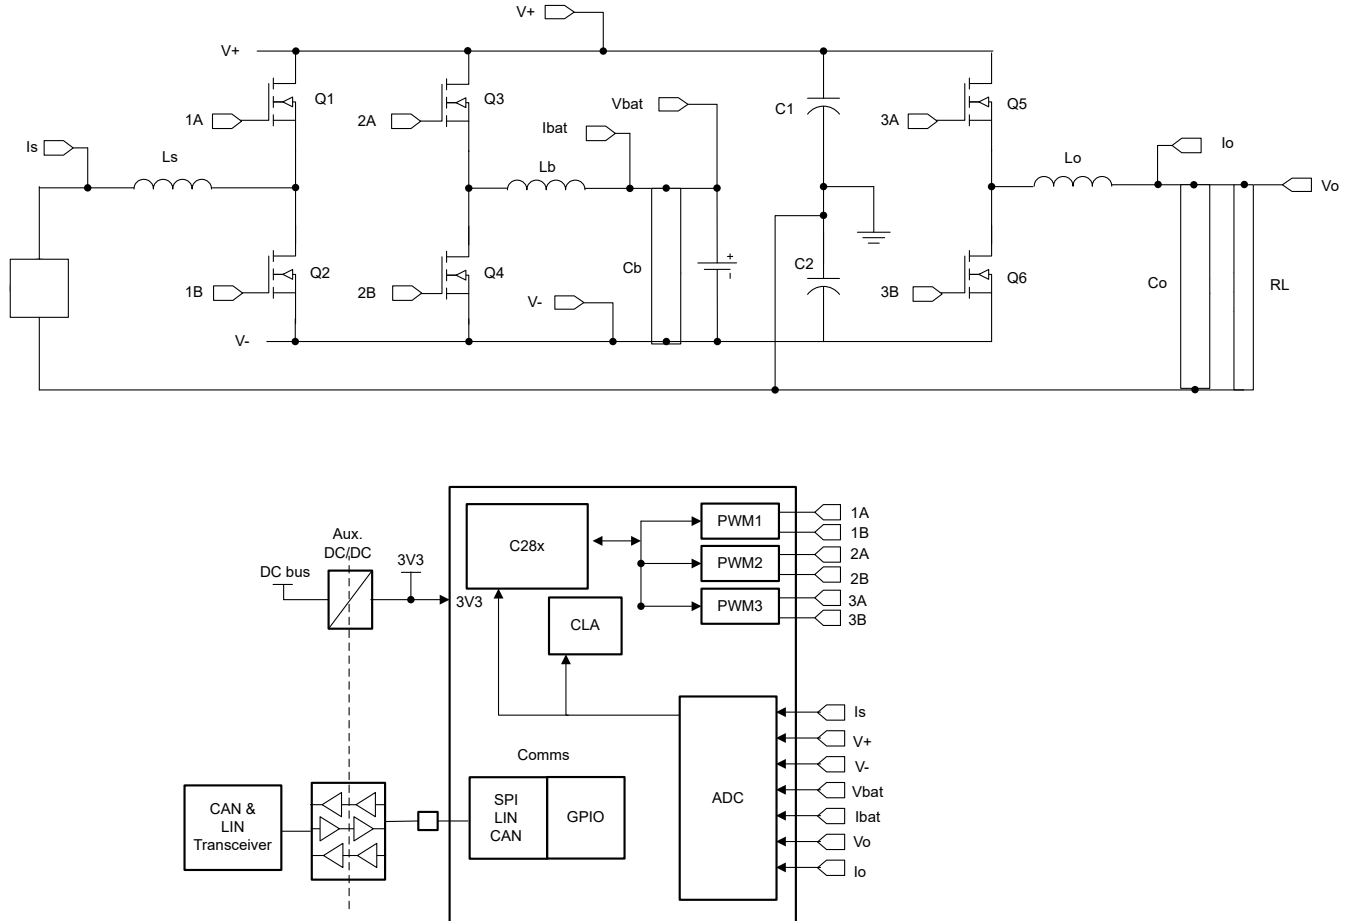 V+
V+
Q1
Q3
Q5
1A
2A
3A
Vbat
Ibat
C1
Is
Ls
Lb
Lo
Io
Vo
Q2
Q4
Q6
1B
2B
3B
Cb
+
-
C2
Co
RL
V-
V-
Aux.
DC/DC
DC bus
3V3
3V3
C28x
CLA
PWM1
PWM2
PWM3
1A
1B
2A
2B
3A
3B
Comms
SPI
LIN
CAN
GPIO
CAN &
LIN
Transceiver
ADC
Is
V+
V-
Vbat
Ibat
Vo
Io